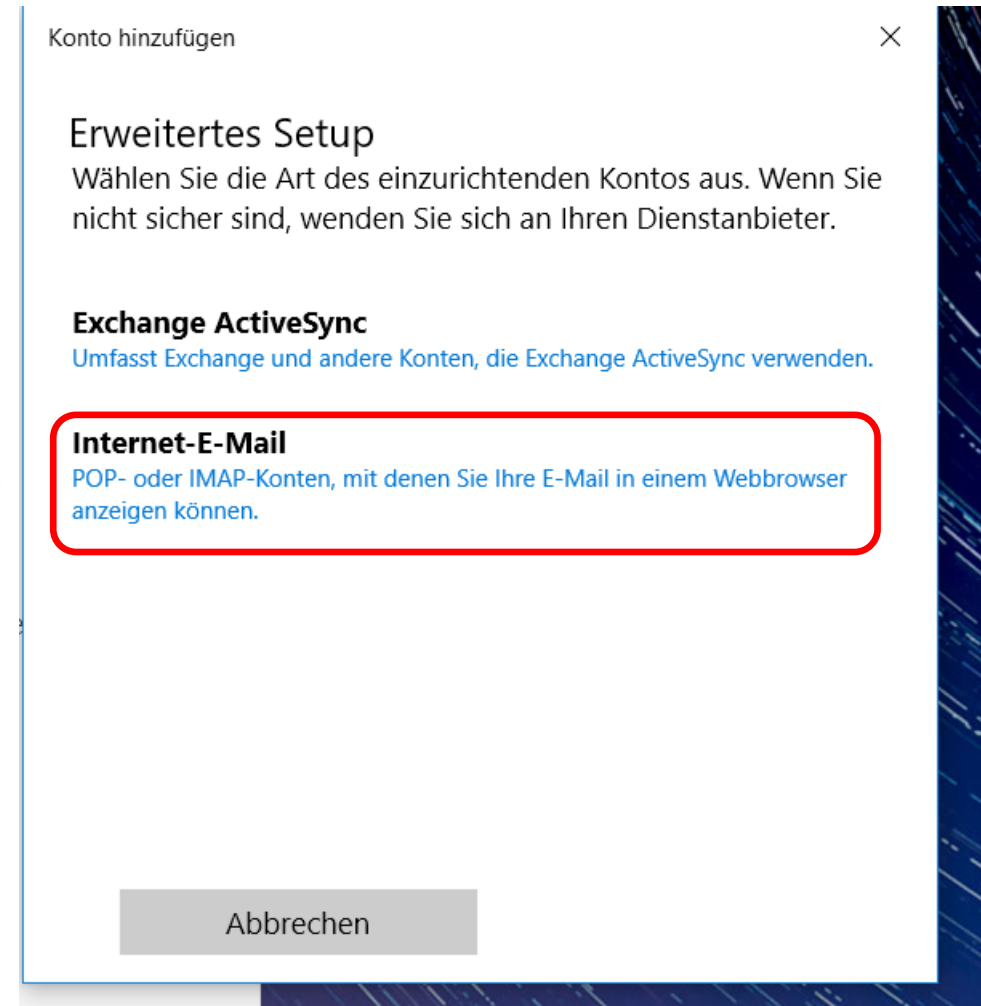 Konto hinzufügen
Erweitertes Setup
Wählen Sie die Art des einzurichtenden Kontos aus. Wenn Sie
nicht sicher sind, wenden Sie sich an Ihren Dienstanbieter.
Exchange ActiveSync
Umfasst Exchange und andere Konten, die Exchange ActiveSync verwenden.
Internet-E-Mail
POP- oder IMAP-Konten, mit denen Sie Ihre E-Mail in einem Webbrowser
anzeigen können.
Abbrechen